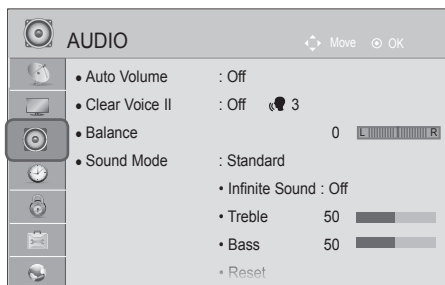 AUDIO Move OK
• Auto Volume : Off
• Clear Voice II : Off 3
• Balance 0 L R
• Sound Mode : Standard
• Infinite Sound : Off
• Treble 50
• Bass 50
• Reset